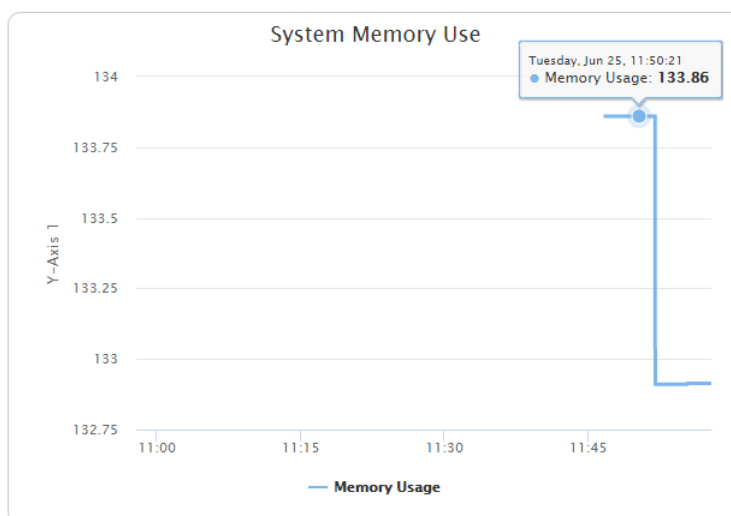 System Memory Use
Tuesday, Jun 25, 11:50:21
Memory Usage: 133.86
134
133.75
133.5
133.25
133
132.75
Y-Axis 1
11:00 11:15 11:30 11:45
Memory Usage